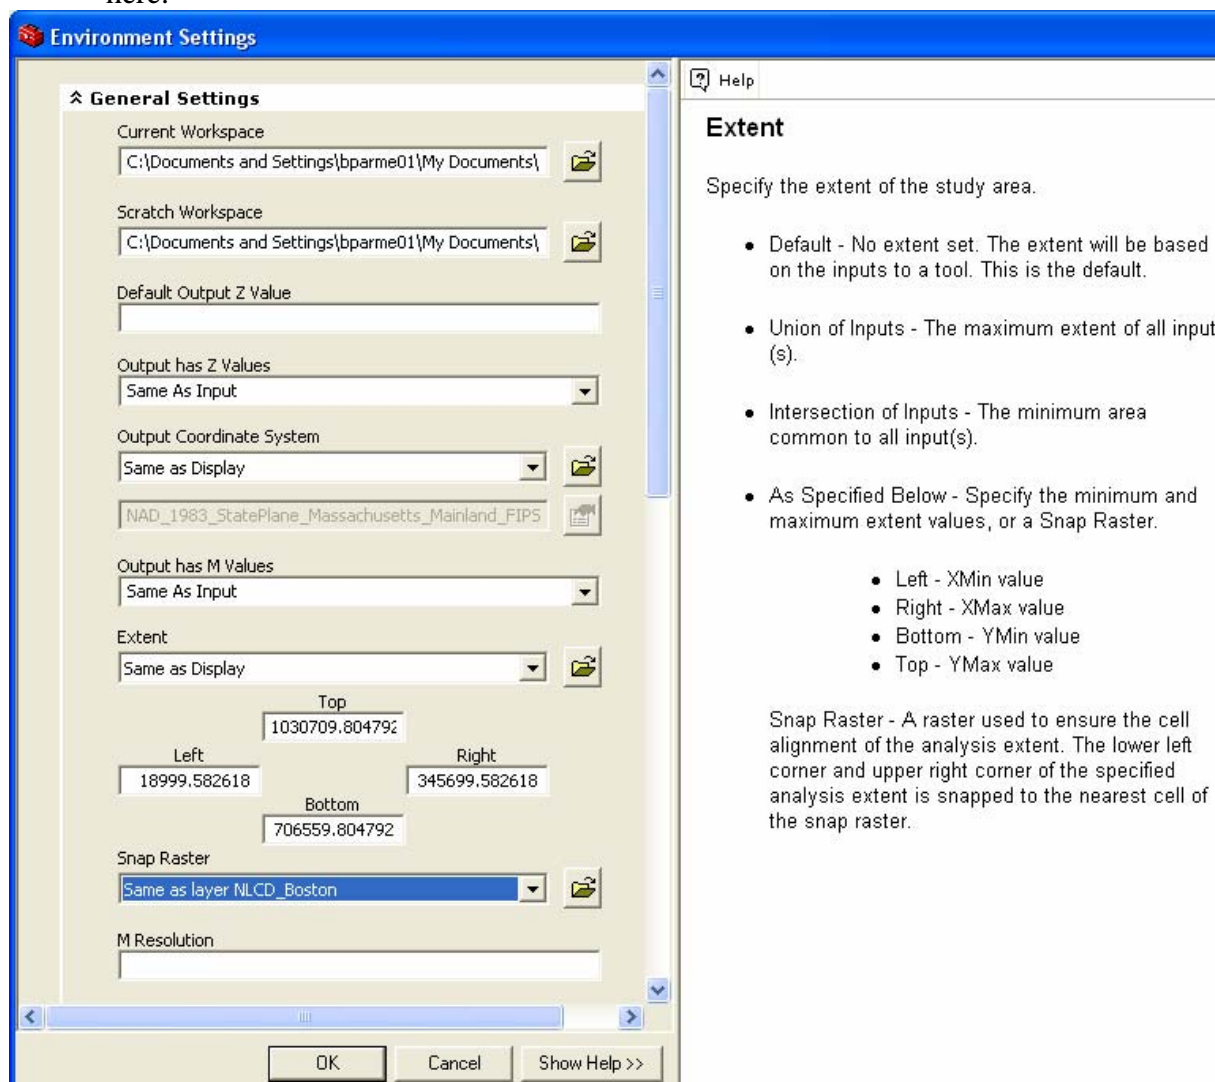 here:
Environment Settings
General Settings
Current Workspace
C:\Documents and Settings\bparme01\My Documents\
Scratch Workspace
C:\Documents and Settings\bparme01\My Documents\
Default Output Z Value
Output has Z Values
Same As Input
Output Coordinate System
Same as Display
NAD_1983_StatePlane_Massachusetts_Mainland_FIPS
Output has M Values
Same As Input
Extent
Same as Display
Top
1030709.804792
Left Right
18999.582618 345699.582618
Bottom
706559.804792
Snap Raster
Same as layer NLCD_Boston
M Resolution
OK Cancel Show Help >>
Help
Extent
Specify the extent of the study area.
• Default - No extent set. The extent will be based
on the inputs to a tool. This is the default.
• Union of Inputs - The maximum extent of all input
(s).
• Intersection of Inputs - The minimum area
common to all input(s).
• As Specified Below - Specify the minimum and
maximum extent values, or a Snap Raster.
• Left - XMin value
• Right - XMax value
• Bottom - YMin value
• Top - YMax value
Snap Raster - A raster used to ensure the cell
alignment of the analysis extent. The lower left
corner and upper right corner of the specified
analysis extent is snapped to the nearest cell of
the snap raster.